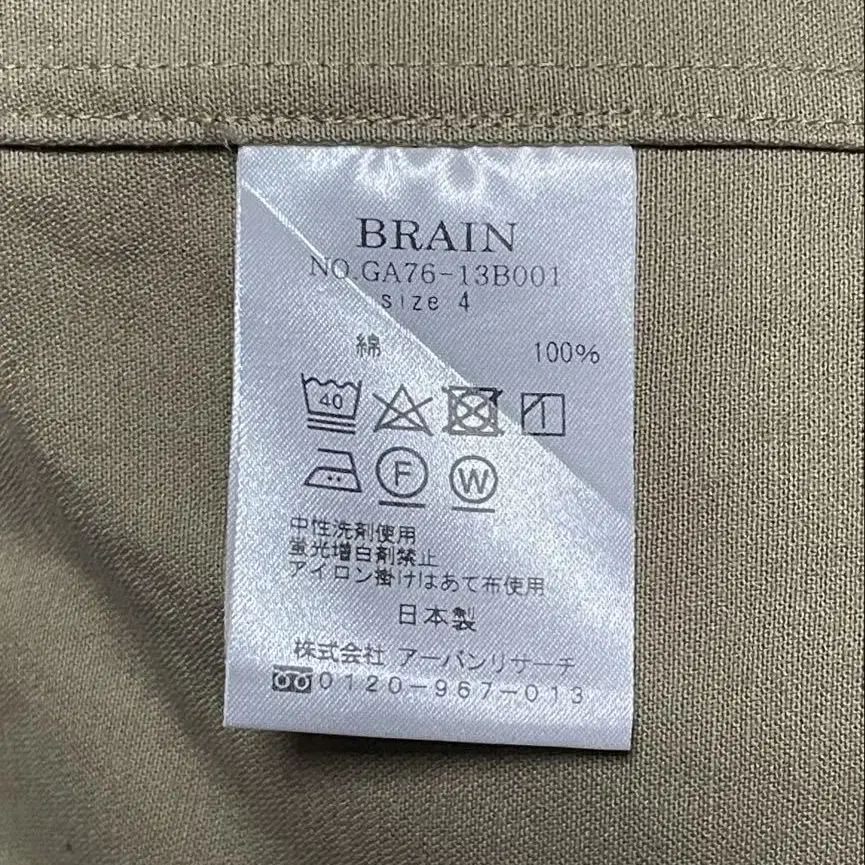 BRAIN
NO.GA76-13B001
size 4
綿 100%
40
F W
中性洗剤使用
蛍光増白剤禁止
アイロン掛けはあて布使用
日本製
株式会社 アーバンリサーチ
0120-967-013